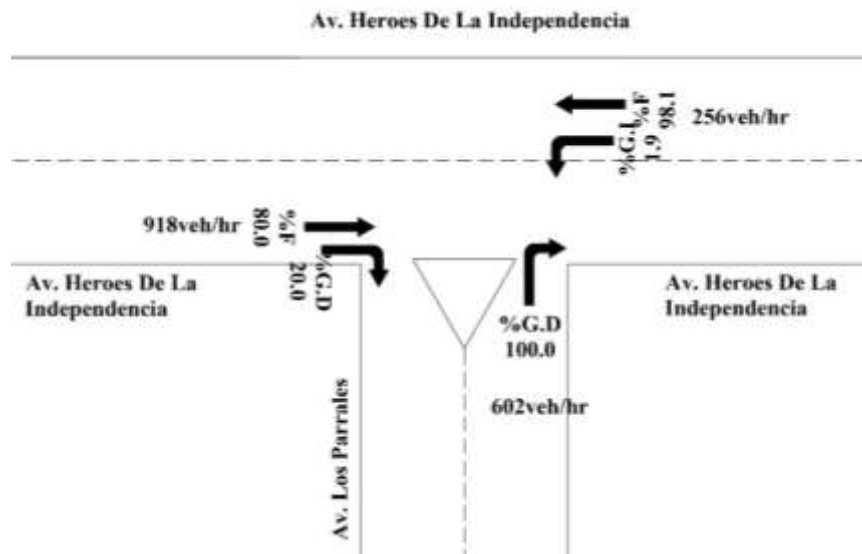 Av. Heroes De La Independencia
%F
98.1
256veh/hr
%G.I
1.9
918veh/hr
80.0
%F
%G.D
20.0
Av. Heroes De La
Independencia
Av. Heroes De La
Independencia
%G.D
100.0
602veh/hr
Av. Los Parrales